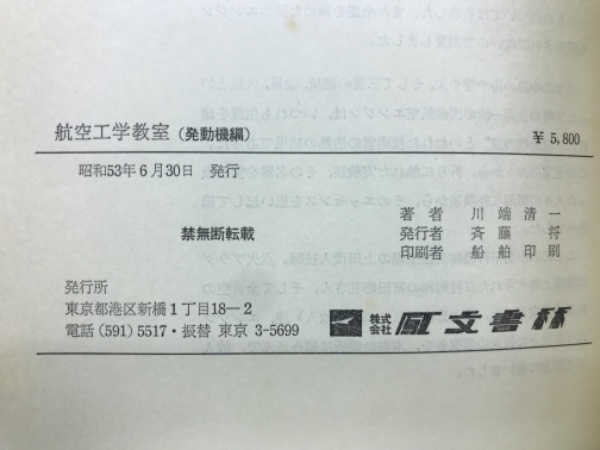 航空工学教室(発動機編)
¥ 5,800
昭和53年6月30日 発行
著者 川端清一
禁無断転載
発行者 斉藤 将
印刷者 船舶印刷
発行所
東京都港区新橋1丁目18−2
電話(591)5517・振替 東京 3-5699
株式会社 鳳文書林